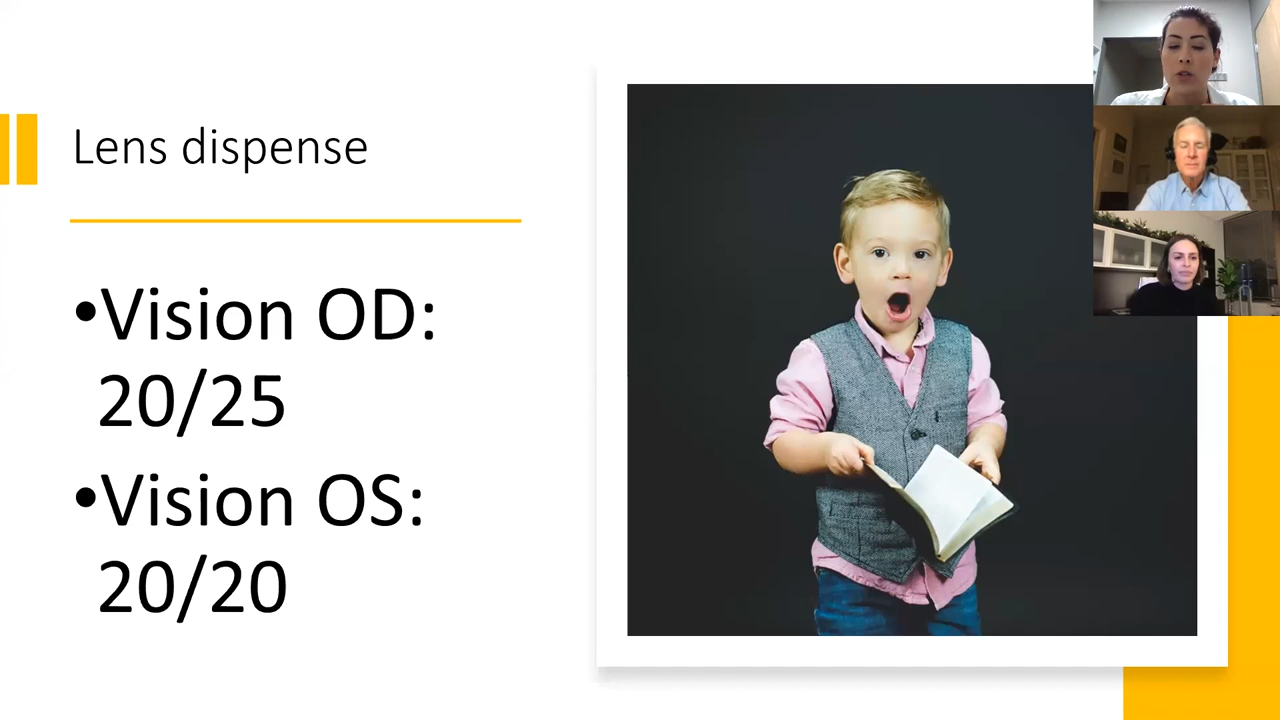 Lens dispense
•Vision OD:
20/25
•Vision OS:
20/20